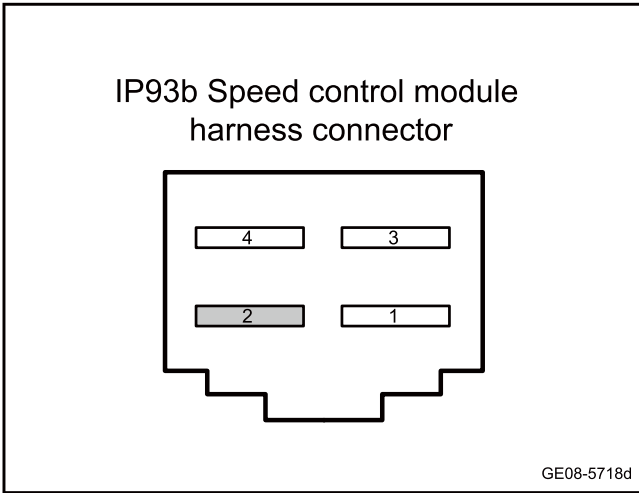 IP93b Speed control module
harness connector
4 3
2 1
GE08-5718d